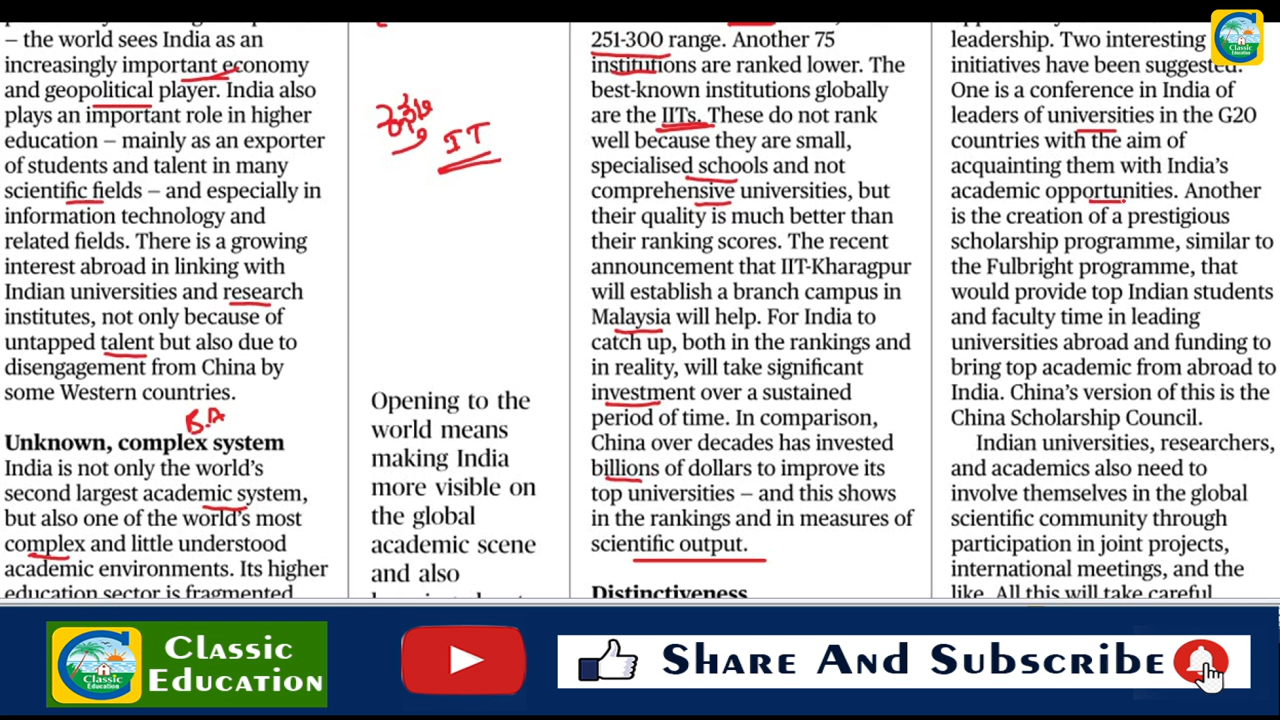 – the world sees India as an
increasingly important economy
and geopolitical player. India also
plays an important role in higher
education – mainly as an exporter
of students and talent in many
scientific fields – and especially in
information technology and
related fields. There is a growing
interest abroad in linking with
Indian universities and research
institutes, not only because of
untapped talent but also due to
disengagement from China by
some Western countries.
B.A
Unknown, complex system
India is not only the world's
second largest academic system,
but also one of the world's most
complex and little understood
academic environments. Its higher
education sector is fragmented
IT
Opening to the
world means
making India
more visible on
the global
academic scene
and also
251-300 range. Another 75
institutions are ranked lower. The
best-known institutions globally
are the IITs. These do not rank
well because they are small,
specialised schools and not
comprehensive universities, but
their quality is much better than
their ranking scores. The recent
announcement that IIT-Kharagpur
will establish a branch campus in
Malaysia will help. For India to
catch up, both in the rankings and
in reality, will take significant
investment over a sustained
period of time. In comparison,
China over decades has invested
billions of dollars to improve its
top universities – and this shows
in the rankings and in measures of
scientific output.
Distinctiveness
leadership. Two interesting
initiatives have been suggested.
One is a conference in India of
leaders of universities in the G20
countries with the aim of
acquainting them with India's
academic opportunities. Another
is the creation of a prestigious
scholarship programme, similar to
the Fulbright programme, that
would provide top Indian students
and faculty time in leading
universities abroad and funding to
bring top academic from abroad to
India. China's version of this is the
China Scholarship Council.
Indian universities, researchers,
and academics also need to
involve themselves in the global
scientific community through
participation in joint projects,
international meetings, and the
like. All this will take careful
Classic
Education
Classic
Education
Classic
Education
Share And Subscribe